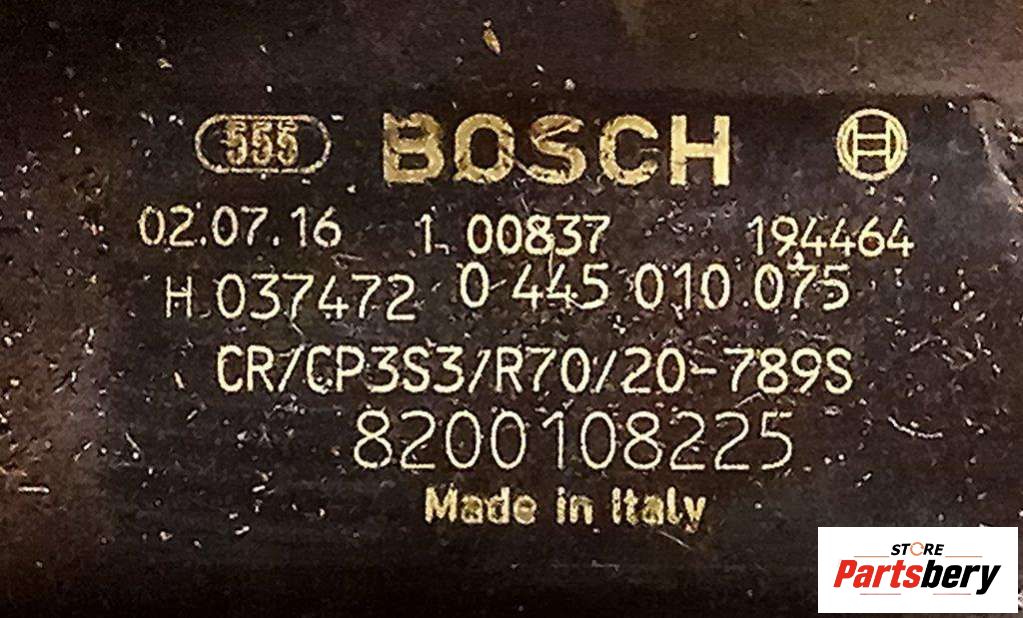 555 BOSCH H
02.07.16 1 00837 194464
H 037472 0 445 010 075
CR/CP3S3/R70/20-789S
8200108225
Made in Italy
STORE
Partsbery